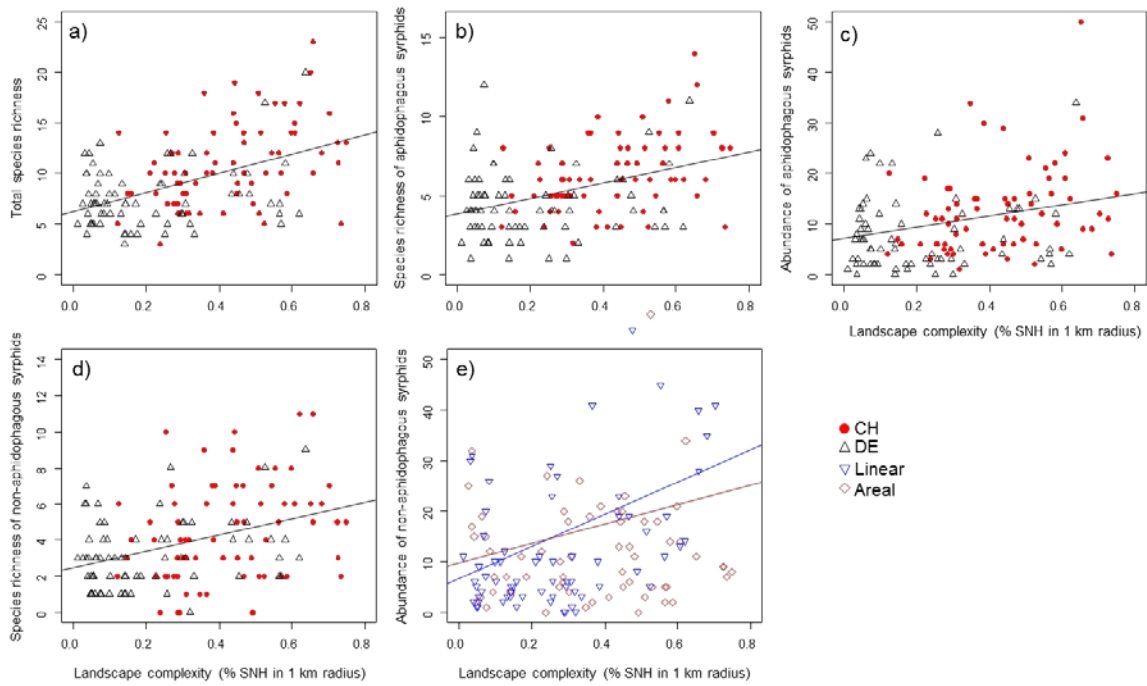 a)
Total species richness
0 5 10 15 20 25
0.0 0.2 0.4 0.6 0.8
b)
Species richness of aphidophagous syrphids
0 5 10 15
0.0 0.2 0.4 0.6 0.8
c)
Abundance of aphidophagous syrphids
0 10 20 30 40 50
0.0 0.2 0.4 0.6 0.8
Landscape complexity (% SNH in 1 km radius)
d)
Species richness of non-aphidophagous syrphids
0 2 4 6 8 10 12 14
0.0 0.2 0.4 0.6 0.8
Landscape complexity (% SNH in 1 km radius)
e)
Abundance of non-aphidophagous syrphids
0 10 20 30 40 50
0.0 0.2 0.4 0.6 0.8
Landscape complexity (% SNH in 1 km radius)
CH
DE
Linear
Areal